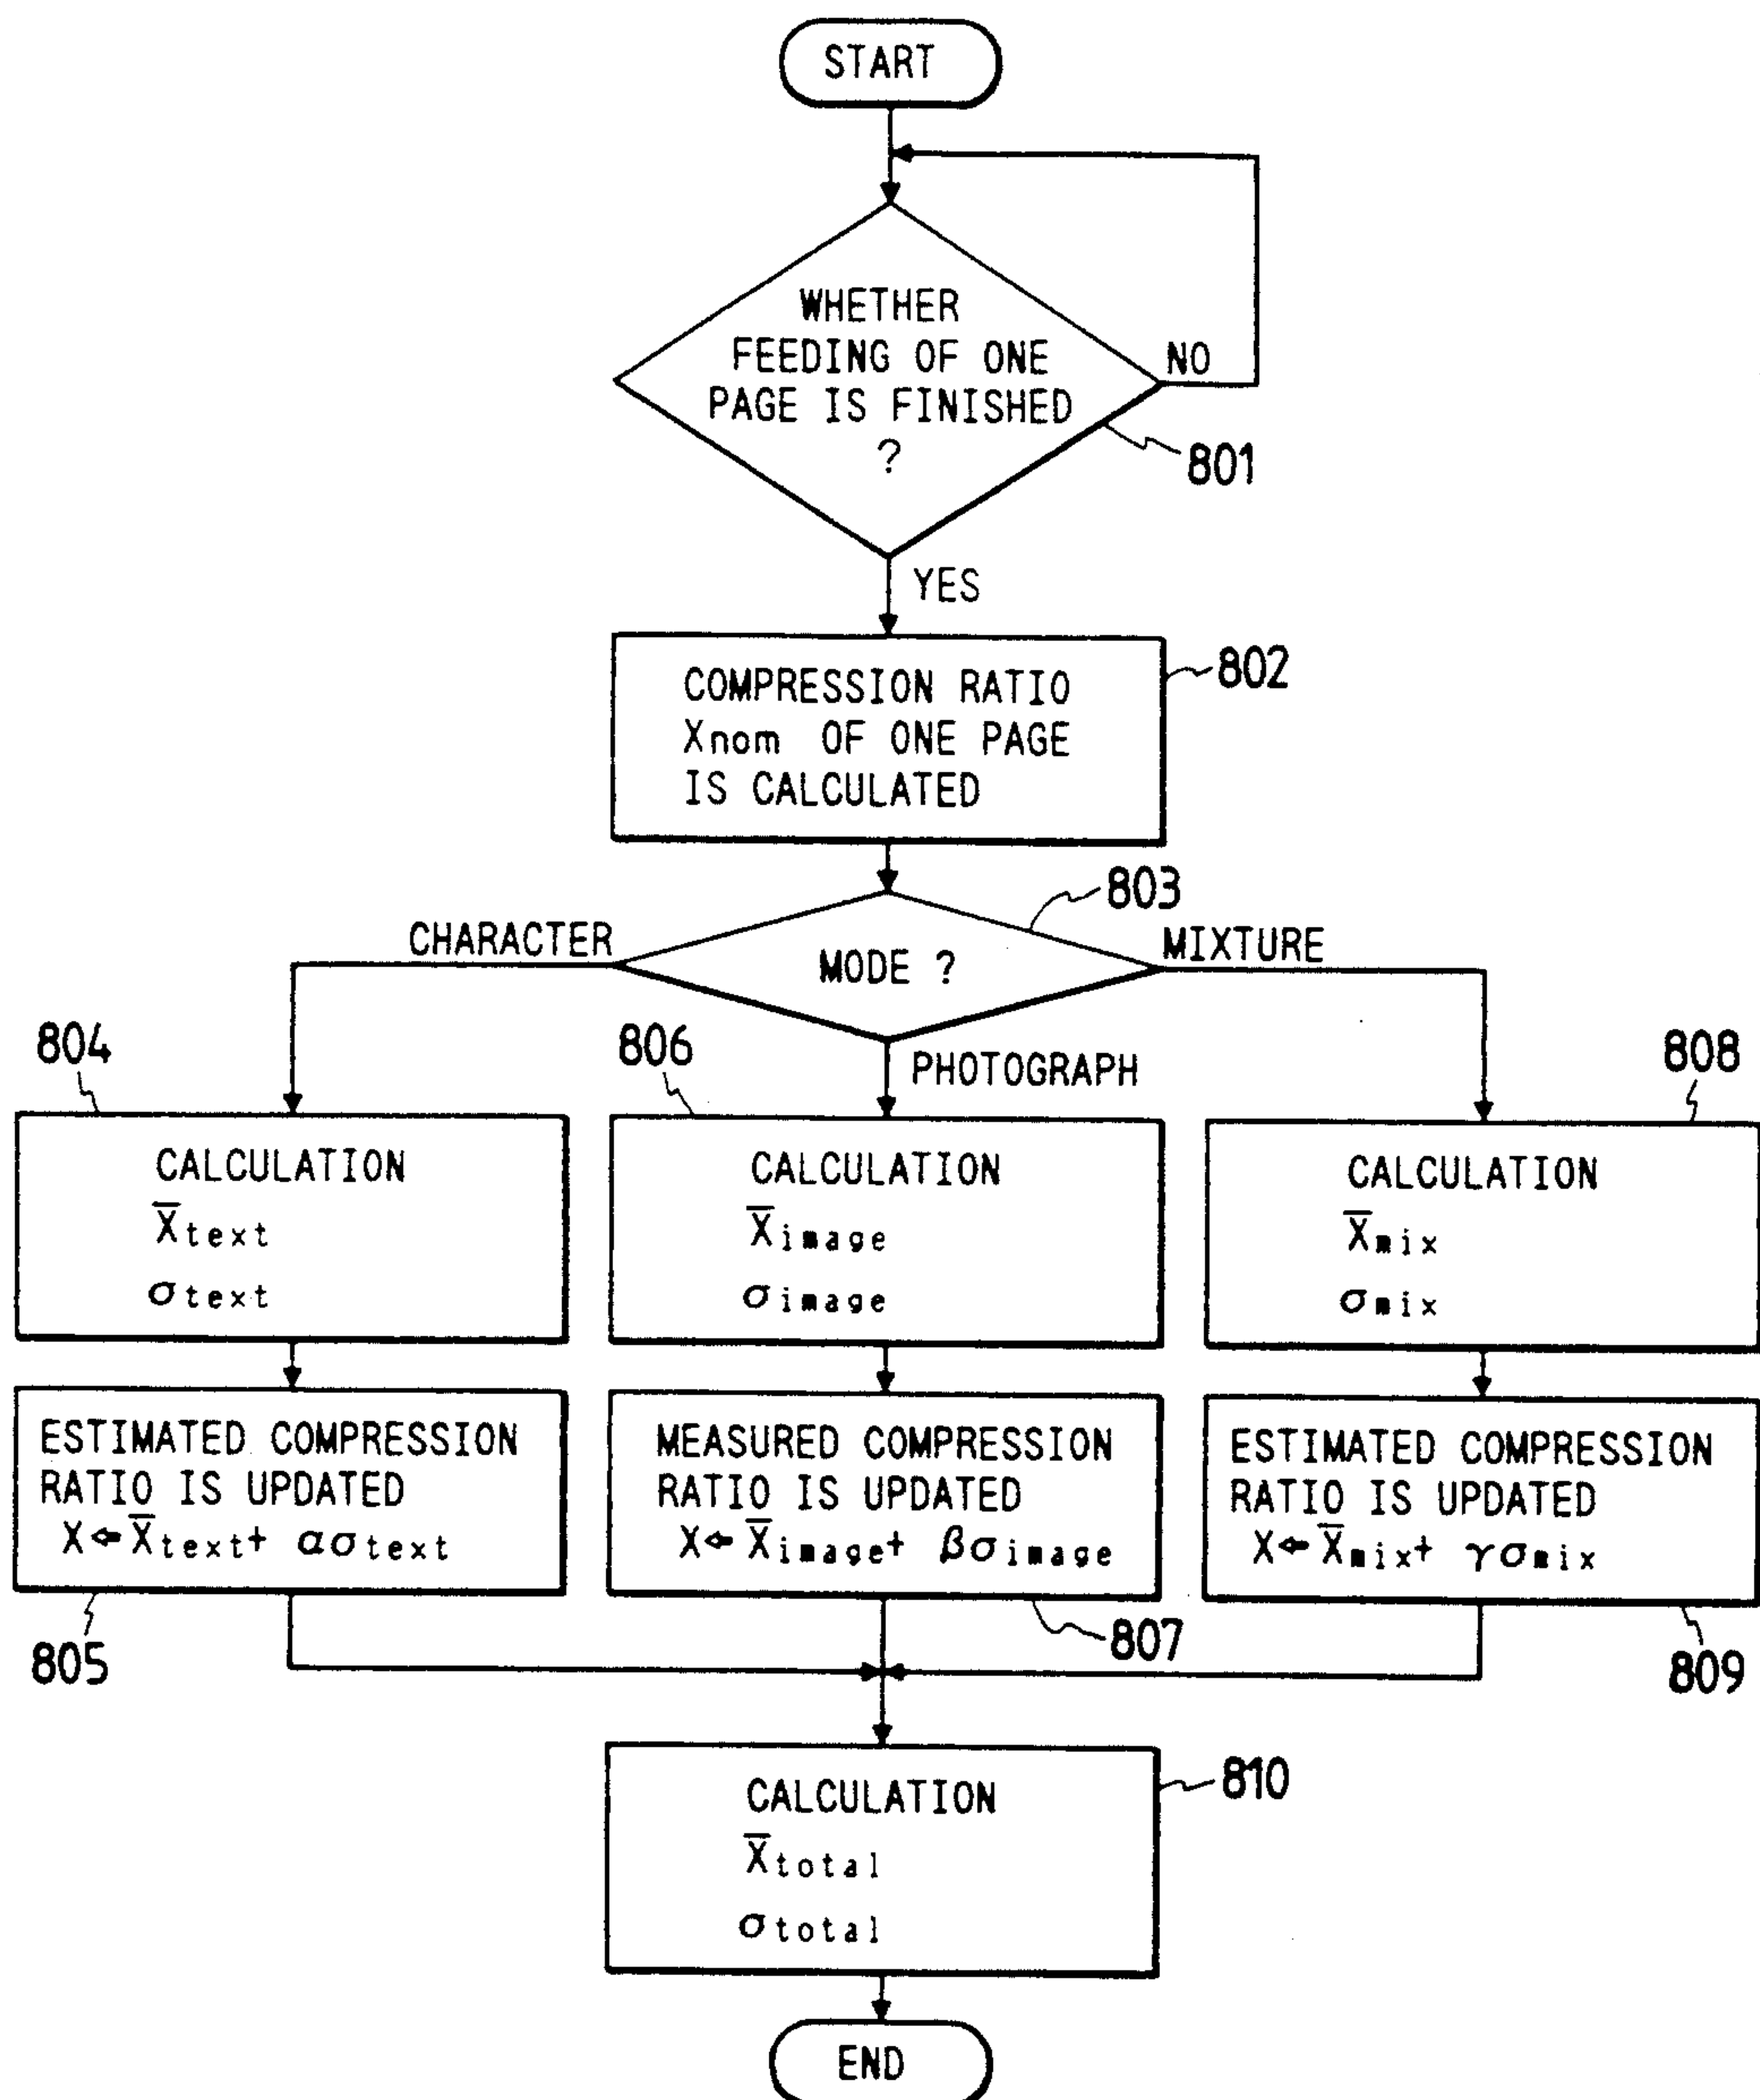 START
WHETHER
FEEDING OF ONE
PAGE IS FINISHED
?
NO
801
YES
COMPRESSION RATIO
Xnom OF ONE PAGE
IS CALCULATED
802
803
CHARACTER
MODE ?
MIXTURE
PHOTOGRAPH
804
CALCULATION
X̄text
σtext
806
CALCULATION
X̄image
σimage
808
CALCULATION
X̄mix
σmix
ESTIMATED COMPRESSION
RATIO IS UPDATED
X⇐X̄text+ ασtext
805
MEASURED COMPRESSION
RATIO IS UPDATED
X⇐X̄image+ βσimage
807
ESTIMATED COMPRESSION
RATIO IS UPDATED
X⇐X̄mix+ γσmix
809
CALCULATION
X̄total
σtotal
810
END